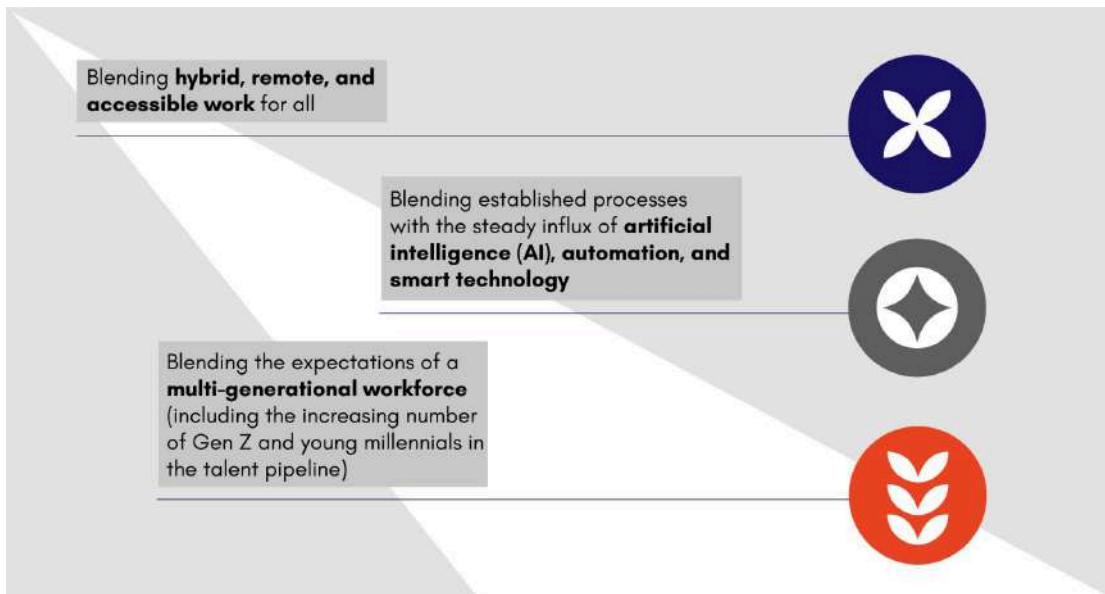 Blending hybrid, remote, and
accessible work for all
Blending established processes
with the steady influx of artificial
intelligence (AI), automation, and
smart technology
Blending the expectations of a
multi-generational workforce
(including the increasing number
of Gen Z and young millennials in
the talent pipeline)